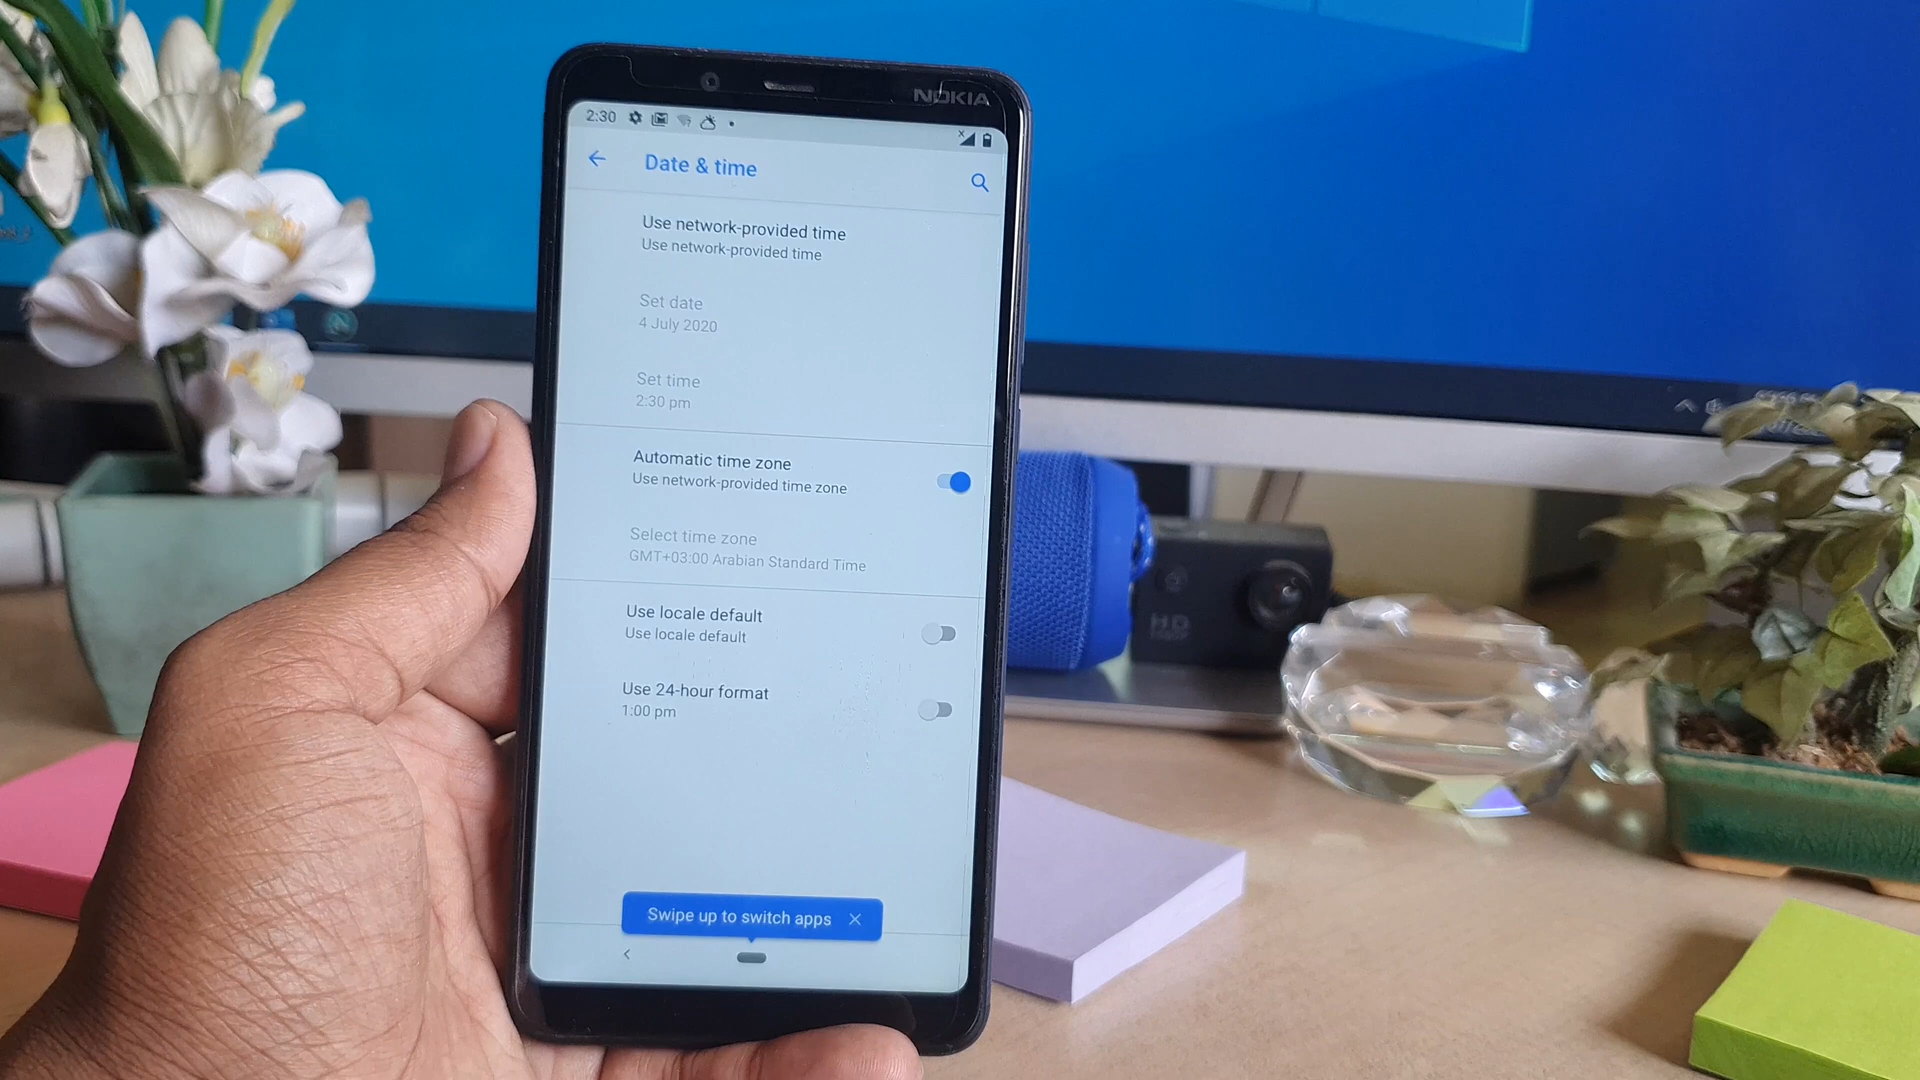 NOKIA
2:30
Date & time
Use network-provided time
Use network-provided time
Set date
4 July 2020
Set time
2:30 pm
Automatic time zone
Use network-provided time zone
Select time zone
GMT+03:00 Arabian Standard Time
Use locale default
Use locale default
Use 24-hour format
1:00 pm
Swipe up to switch apps
HD